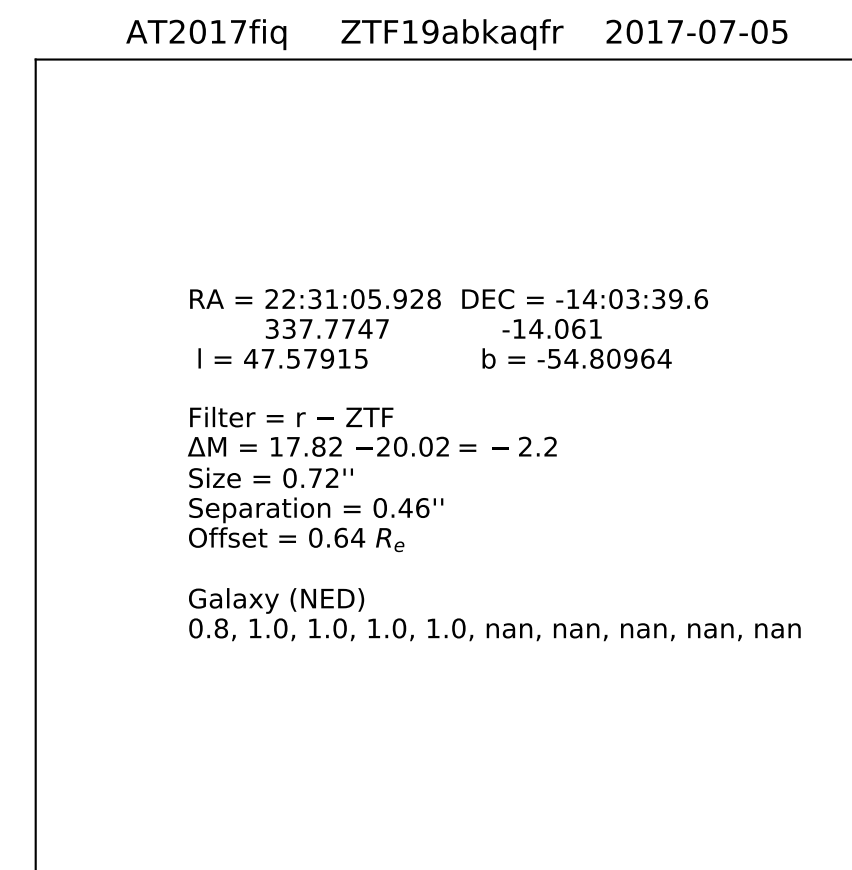 AT2017fiq ZTF19abkaqfr 2017-07-05
RA = 22:31:05.928 DEC = -14:03:39.6
337.7747 -14.061
l = 47.57915 b = -54.80964
Filter = r − ZTF
ΔM = 17.82 −20.02 = − 2.2
Size = 0.72''
Separation = 0.46''
Offset = 0.64 Rₑ
Galaxy (NED)
0.8, 1.0, 1.0, 1.0, 1.0, nan, nan, nan, nan, nan